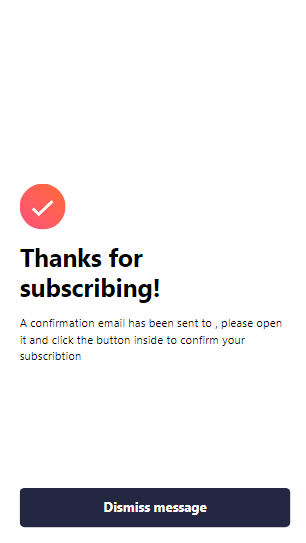 Thanks for
subscribing!
A confirmation email has been sent to , please open
it and click the button inside to confirm your
subscribtion
Dismiss message